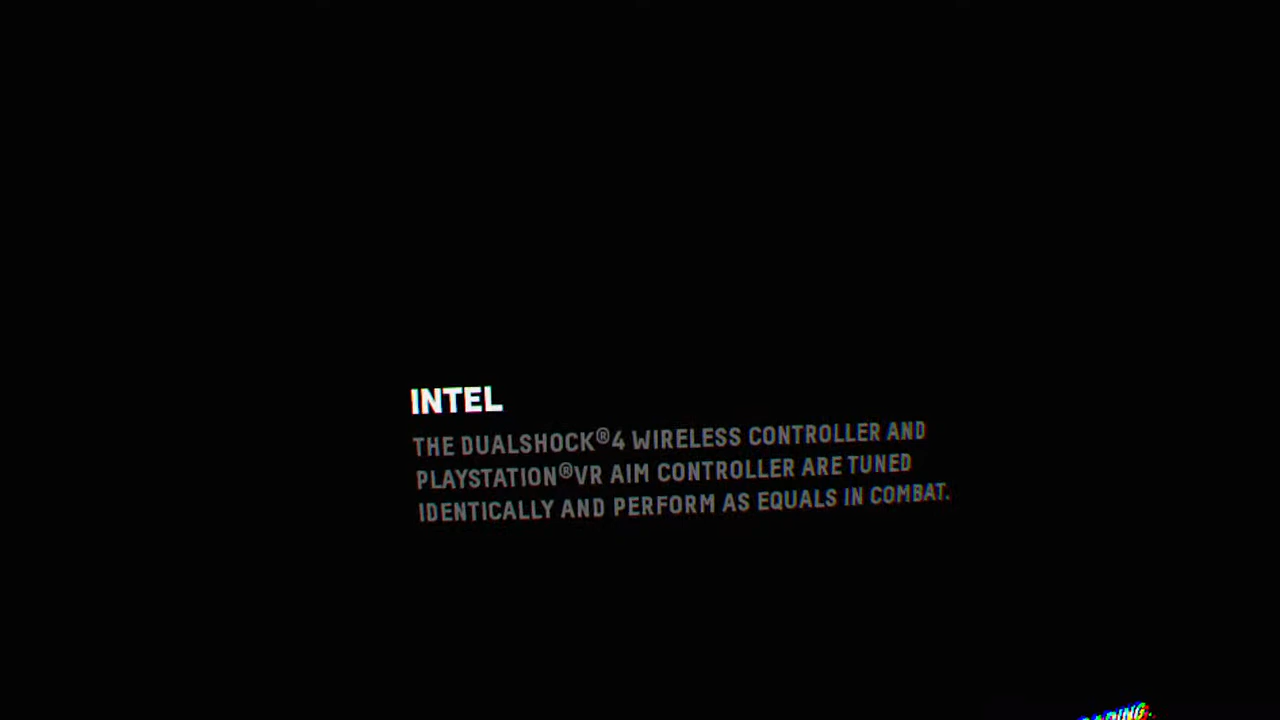 INTEL
THE DUALSHOCK®4 WIRELESS CONTROLLER AND
PLAYSTATION®VR AIM CONTROLLER ARE TUNED
IDENTICALLY AND PERFORM AS EQUALS IN COMBAT.